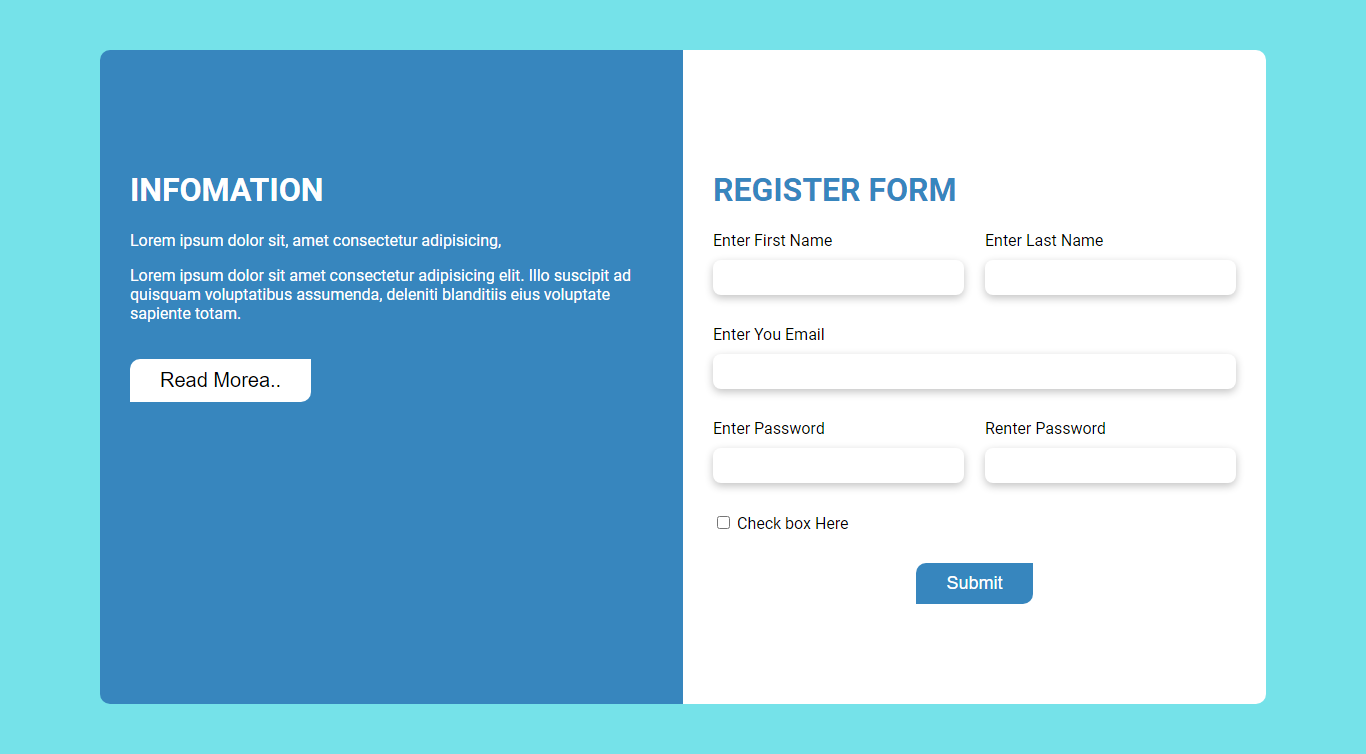 INFOMATION
Lorem ipsum dolor sit, amet consectetur adipisicing,
Lorem ipsum dolor sit amet consectetur adipisicing elit. Illo suscipit ad
quisquam voluptatibus assumenda, deleniti blanditiis eius voluptate
sapiente totam.
Read Morea..
REGISTER FORM
Enter First Name
Enter Last Name
Enter You Email
Enter Password
Renter Password
Check box Here
Submit